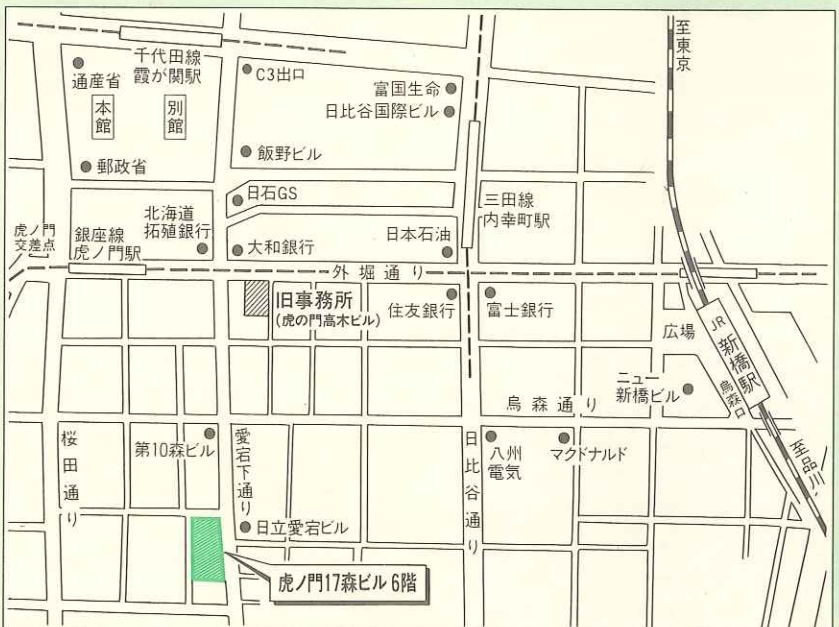 千代田線
霞が関駅
通産省
本館
別館
郵政省
C3出口
富国生命
日比谷国際ビル
飯野ビル
至東京
日石GS
三田線
内幸町駅
北海道
拓殖銀行
虎ノ門
交差点
銀座線
虎ノ門駅
大和銀行
日本石油
外堀通り
旧事務所
(虎の門高木ビル)
住友銀行
富士銀行
広場
JR
新橋駅
烏森口
ニュー
新橋ビル
烏森通り
桜田通り
第10森ビル
愛宕下通り
日比谷通り
八州
電気
マクドナルド
至品川
日立愛宕ビル
虎ノ門17森ビル 6階